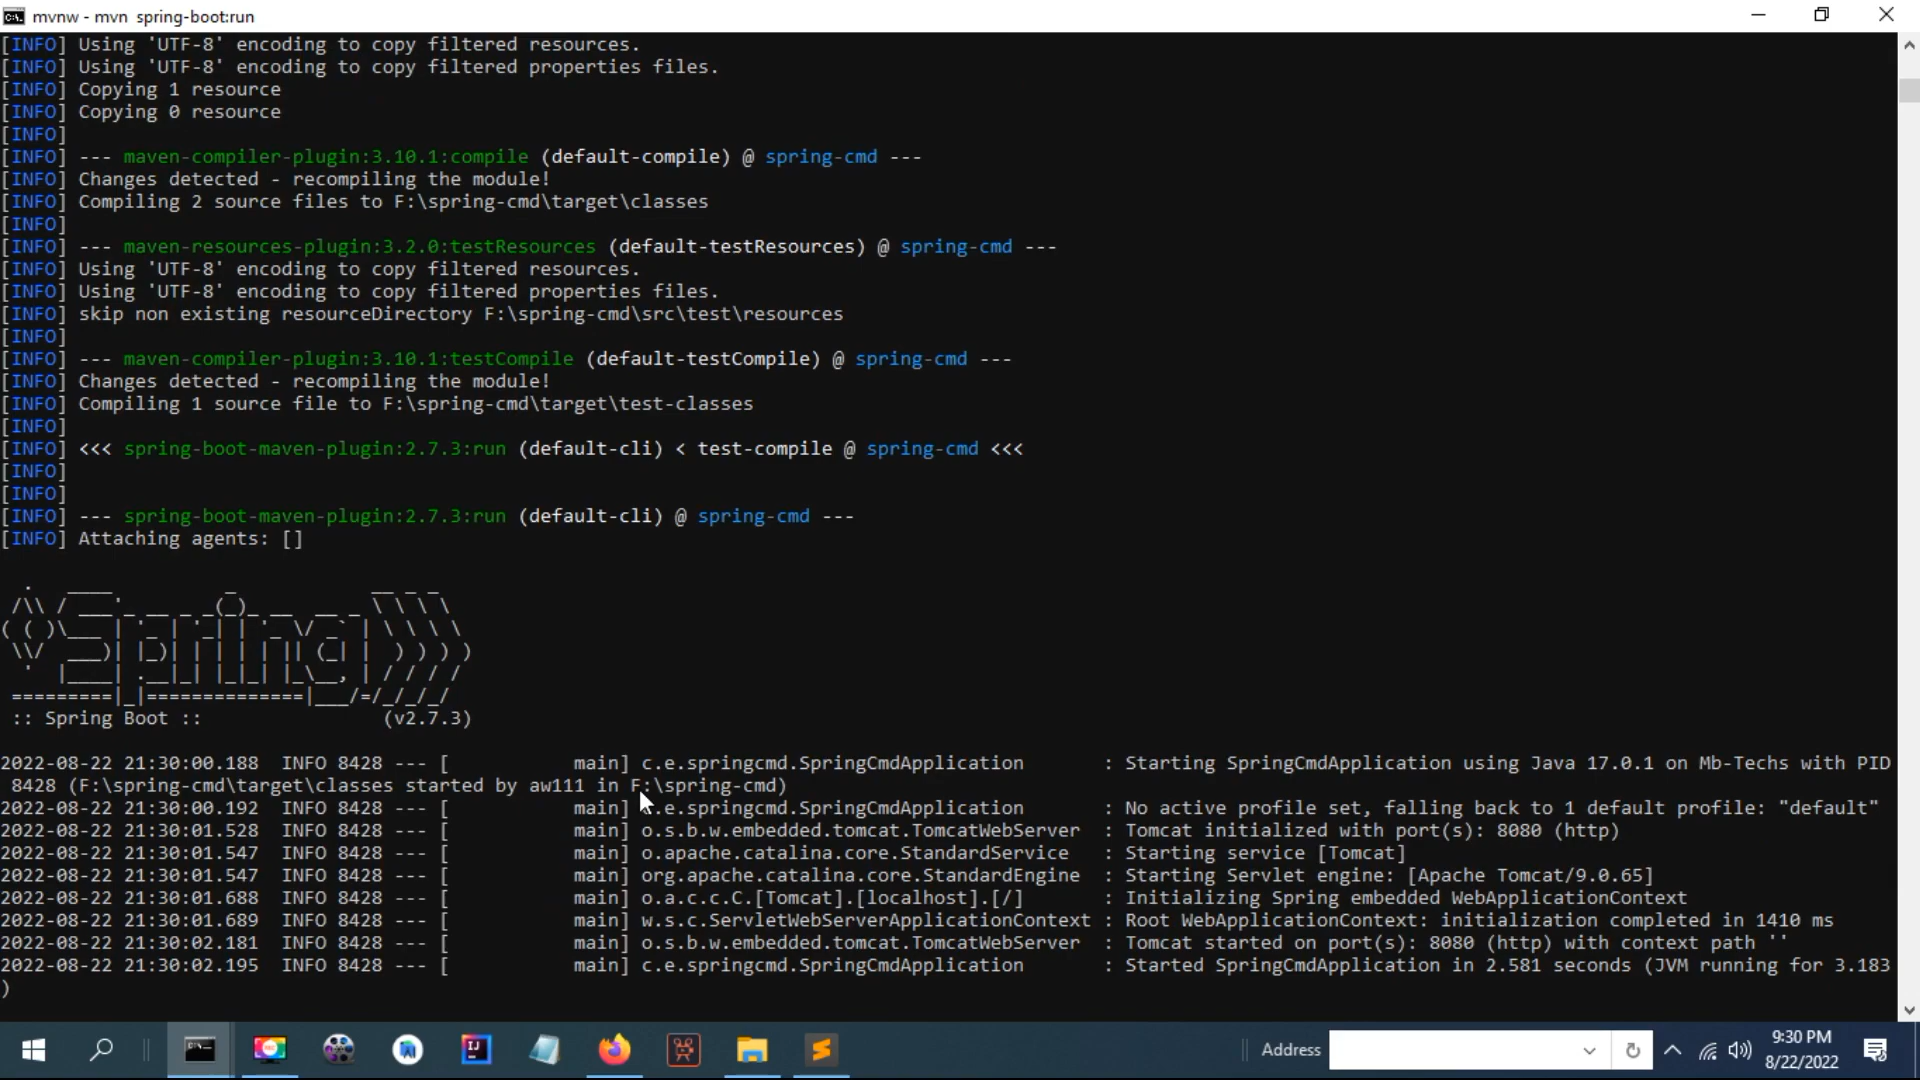 mvnw - mvn  spring-boot:run
[INFO] Using 'UTF-8' encoding to copy filtered resources.
[INFO] Using 'UTF-8' encoding to copy filtered properties files.
[INFO] Copying 1 resource
[INFO] Copying 0 resource
[INFO]
[INFO] --- maven-compiler-plugin:3.10.1:compile (default-compile) @ spring-cmd ---
[INFO] Changes detected - recompiling the module!
[INFO] Compiling 2 source files to F:\spring-cmd\target\classes
[INFO]
[INFO] --- maven-resources-plugin:3.2.0:testResources (default-testResources) @ spring-cmd ---
[INFO] Using 'UTF-8' encoding to copy filtered resources.
[INFO] Using 'UTF-8' encoding to copy filtered properties files.
[INFO] skip non existing resourceDirectory F:\spring-cmd\src\test\resources
[INFO]
[INFO] --- maven-compiler-plugin:3.10.1:testCompile (default-testCompile) @ spring-cmd ---
[INFO] Changes detected - recompiling the module!
[INFO] Compiling 1 source file to F:\spring-cmd\target\test-classes
[INFO]
[INFO] <<< spring-boot-maven-plugin:2.7.3:run (default-cli) < test-compile @ spring-cmd <<<
[INFO]
[INFO]
[INFO] --- spring-boot-maven-plugin:2.7.3:run (default-cli) @ spring-cmd ---
[INFO] Attaching agents: []
Spring
:: Spring Boot ::                (v2.7.3)
2022-08-22 21:30:00.188  INFO 8428 --- [           main] c.e.springcmd.SpringCmdApplication       : Starting SpringCmdApplication using Java 17.0.1 on Mb-Techs with PID
8428 (F:\spring-cmd\target\classes started by aw111 in F:\spring-cmd)
2022-08-22 21:30:00.192  INFO 8428 --- [           main] c.e.springcmd.SpringCmdApplication       : No active profile set, falling back to 1 default profile: "default"
2022-08-22 21:30:01.528  INFO 8428 --- [           main] o.s.b.w.embedded.tomcat.TomcatWebServer  : Tomcat initialized with port(s): 8080 (http)
2022-08-22 21:30:01.547  INFO 8428 --- [           main] o.apache.catalina.core.StandardService   : Starting service [Tomcat]
2022-08-22 21:30:01.547  INFO 8428 --- [           main] org.apache.catalina.core.StandardEngine  : Starting Servlet engine: [Apache Tomcat/9.0.65]
2022-08-22 21:30:01.688  INFO 8428 --- [           main] o.a.c.c.C.[Tomcat].[localhost].[/]       : Initializing Spring embedded WebApplicationContext
2022-08-22 21:30:01.689  INFO 8428 --- [           main] w.s.c.ServletWebServerApplicationContext : Root WebApplicationContext: initialization completed in 1410 ms
2022-08-22 21:30:02.181  INFO 8428 --- [           main] o.s.b.w.embedded.tomcat.TomcatWebServer  : Tomcat started on port(s): 8080 (http) with context path ''
2022-08-22 21:30:02.195  INFO 8428 --- [           main] c.e.springcmd.SpringCmdApplication       : Started SpringCmdApplication in 2.581 seconds (JVM running for 3.183
)
Address
9:30 PM
8/22/2022